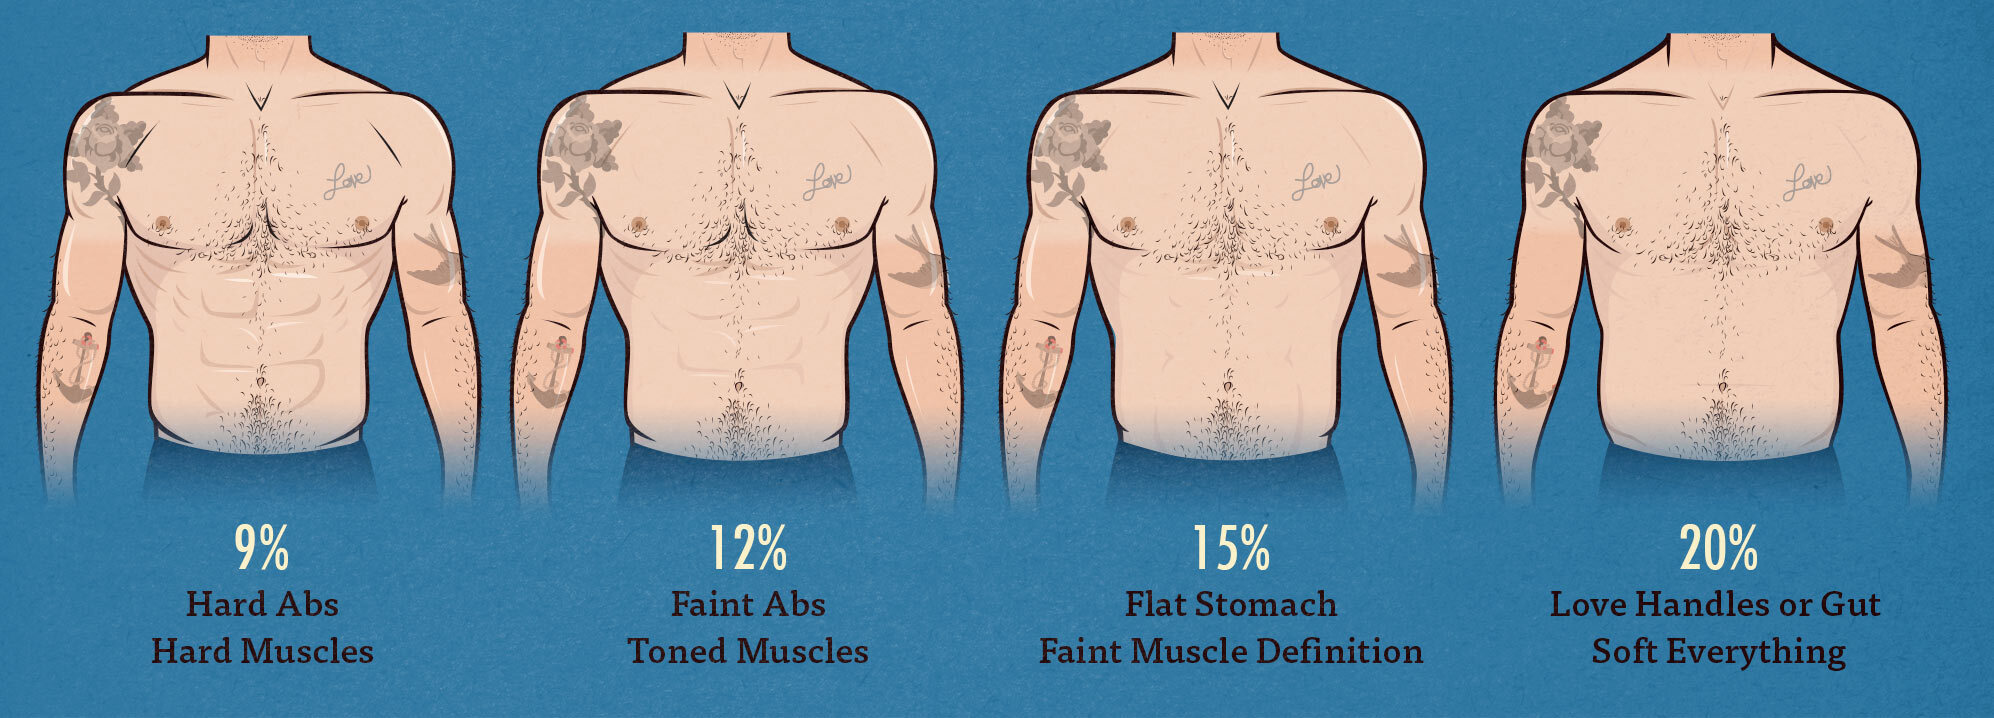 Love
Love
Love
Love
9%
Hard Abs
Hard Muscles
12%
Faint Abs
Toned Muscles
15%
Flat Stomach
Faint Muscle Definition
20%
Love Handles or Gut
Soft Everything